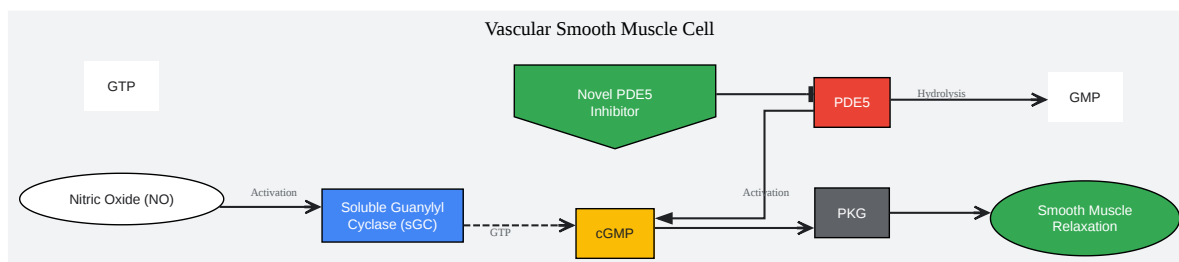 Vascular Smooth Muscle Cell
GTP
Novel PDE5
Inhibitor
PDE5
Hydrolysis
GMP
Nitric Oxide (NO)
Activation
Soluble Guanylyl
Cyclase (sGC)
GTP
cGMP
Activation
PKG
Smooth Muscle
Relaxation